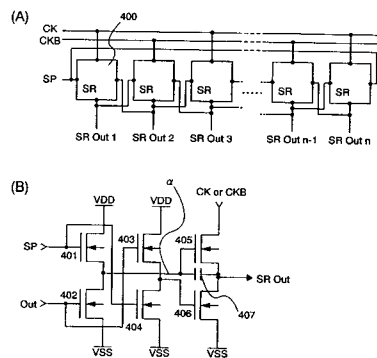 (A)
400
CK
CKB
SP
SR SR SR SR SR
SR Out 1 SR Out 2 SR Out 3 SR Out n-1 SR Out n
(B)
α
VDD VDD CK or CKB
SP
401 403 405
SR Out
402
Out
404 406 407
VSS VSS VSS